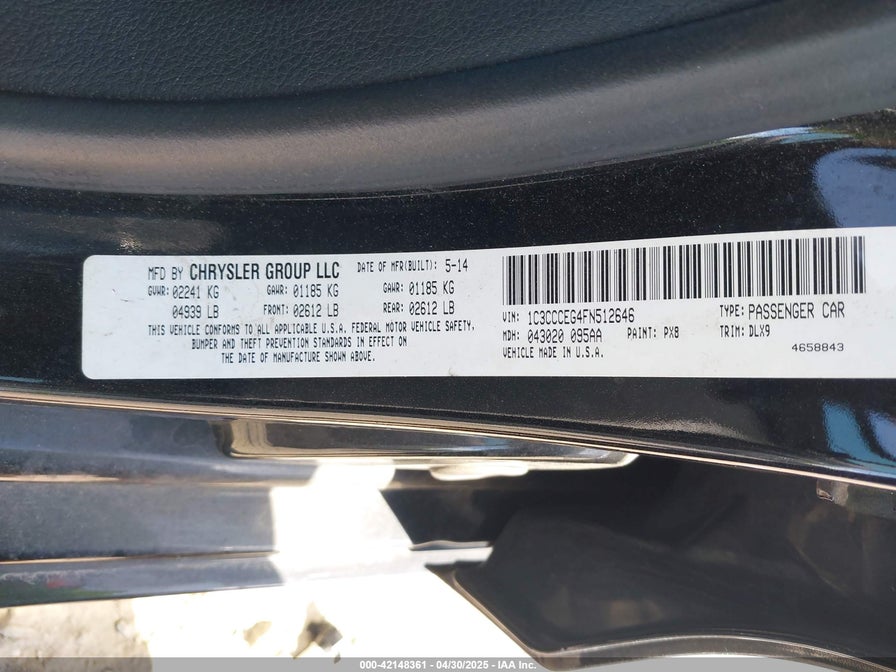 MFD BY CHRYSLER GROUP LLC DATE OF MFR(BUILT): 5-14
GVWR: 02241 KG GAWR: 01185 KG GAWR: 01185 KG
04939 LB FRONT: 02612 LB REAR: 02612 LB
THIS VEHICLE CONFORMS TO ALL APPLICABLE U.S.A. FEDERAL MOTOR VEHICLE SAFETY,
BUMPER AND THEFT PREVENTION STANDARDS IN EFFECT ON
THE DATE OF MANUFACTURE SHOWN ABOVE.
VIN: 1C3CCCEG4FN512646 TYPE: PASSENGER CAR
MDH: 043020 095AA PAINT: PX8 TRIM: DLX9
VEHICLE MADE IN U.S.A. 4658843
000-42148361 - 04/30/2025 - IAA Inc.